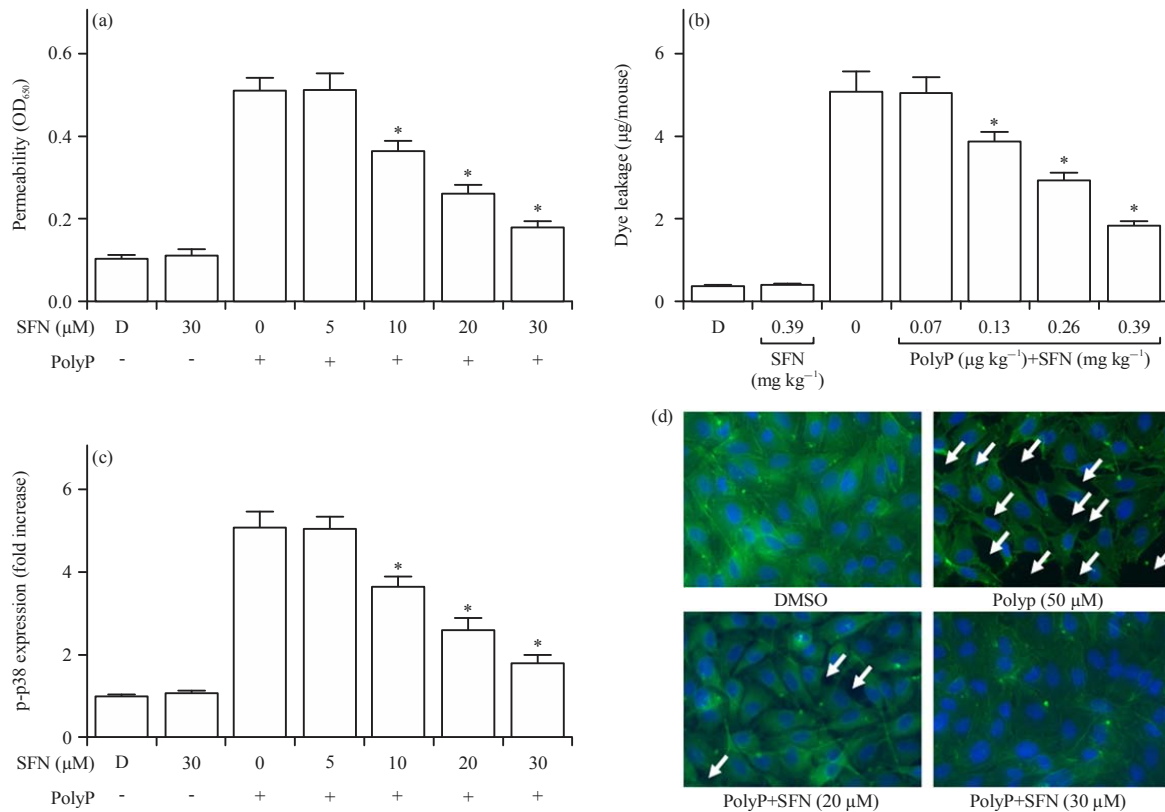 (a)
Permeability (OD650)
0.6
0.4
0.2
0.0
* * *
SFN (µM) D 30 0 5 10 20 30
PolyP - - + + + + +
(b)
Dye leakage (µg/mouse)
6
4
2
0
* * *
D 0.39 0 0.07 0.13 0.26 0.39
SFN (mg kg−1)
PolyP (µg kg−1)+SFN (mg kg−1)
(c)
p-p38 expression (fold increase)
6
4
2
0
* * *
SFN (µM) D 30 0 5 10 20 30
PolyP - - + + + + +
(d)
DMSO
Polyp (50 µM)
PolyP+SFN (20 µM)
PolyP+SFN (30 µM)